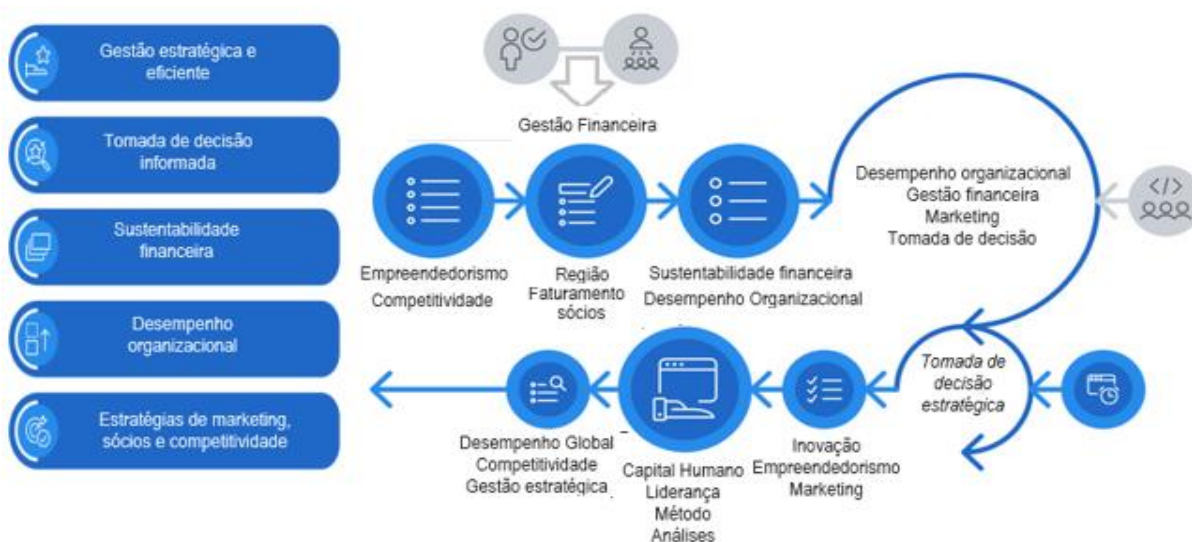 Gestão estratégica e
eficiente
Tomada de decisão
informada
Sustentabilidade
financeira
Desempenho
organizacional
Estratégias de marketing,
sócios e competitividade
Gestão Financeira
Empreendedorismo
Competitividade
Região
Faturamento
sócios
Sustentabilidade financeira
Desempenho Organizacional
Desempenho organizacional
Gestão financeira
Marketing
Tomada de decisão
</>
Tomada de
decisão
estratégica
Inovação
Empreendedorismo
Marketing
Capital Humano
Liderança
Método
Análises
Desempenho Global
Competitividade
Gestão estratégica